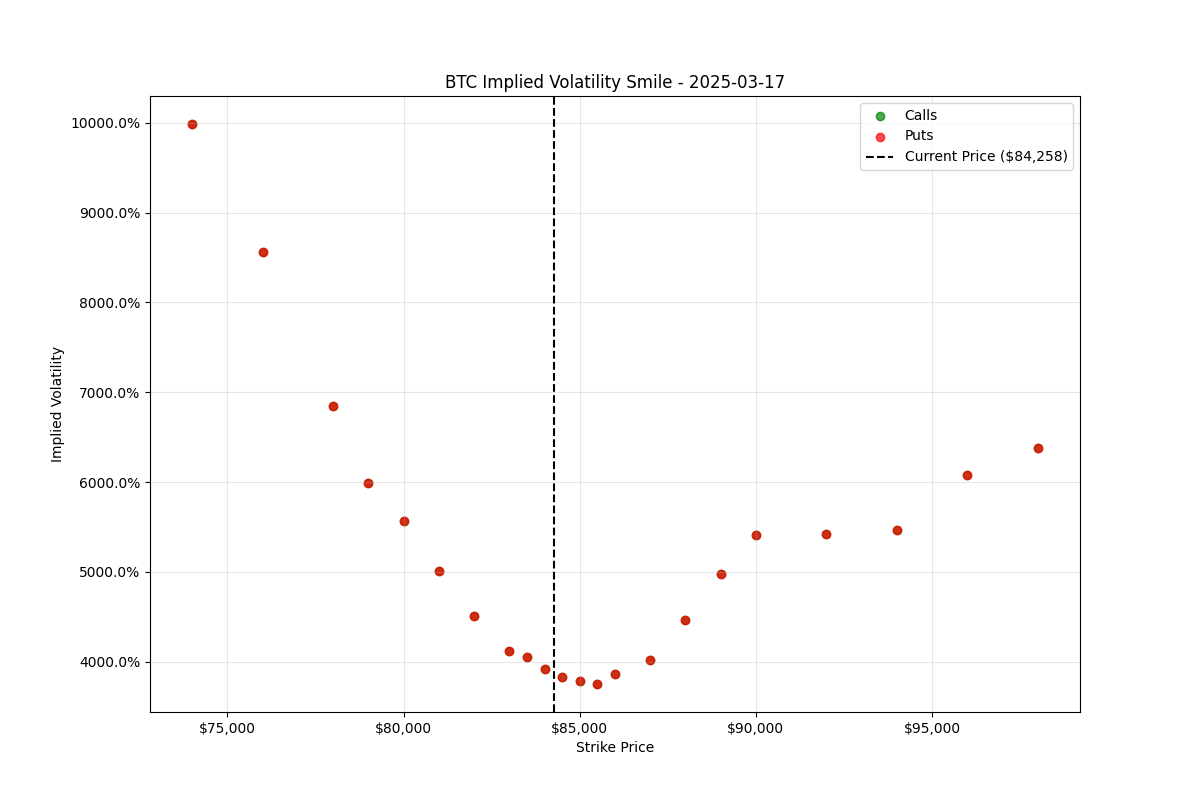 BTC Implied Volatility Smile - 2025-03-17
10000.0%
9000.0%
8000.0%
7000.0%
6000.0%
5000.0%
4000.0%
Implied Volatility
Calls
Puts
Current Price ($84,258)
$75,000
$80,000
$85,000
$90,000
$95,000
Strike Price